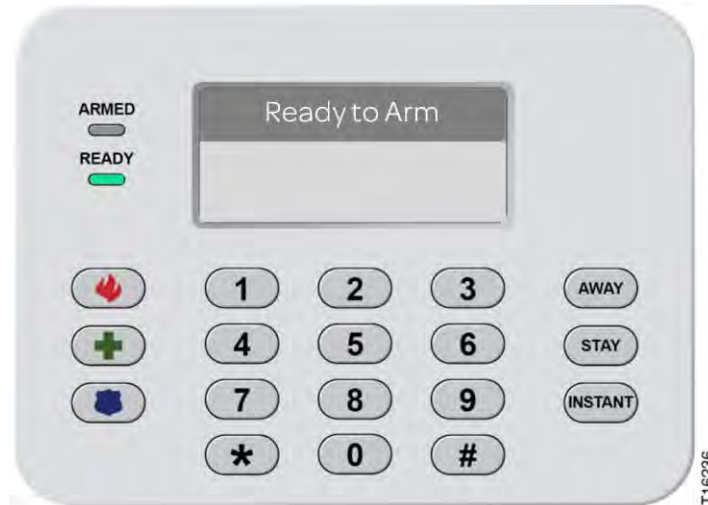 ARMED
Ready to Arm
READY
1 2 3 AWAY
4 5 6 STAY
7 8 9 INSTANT
* 0 #
T16236